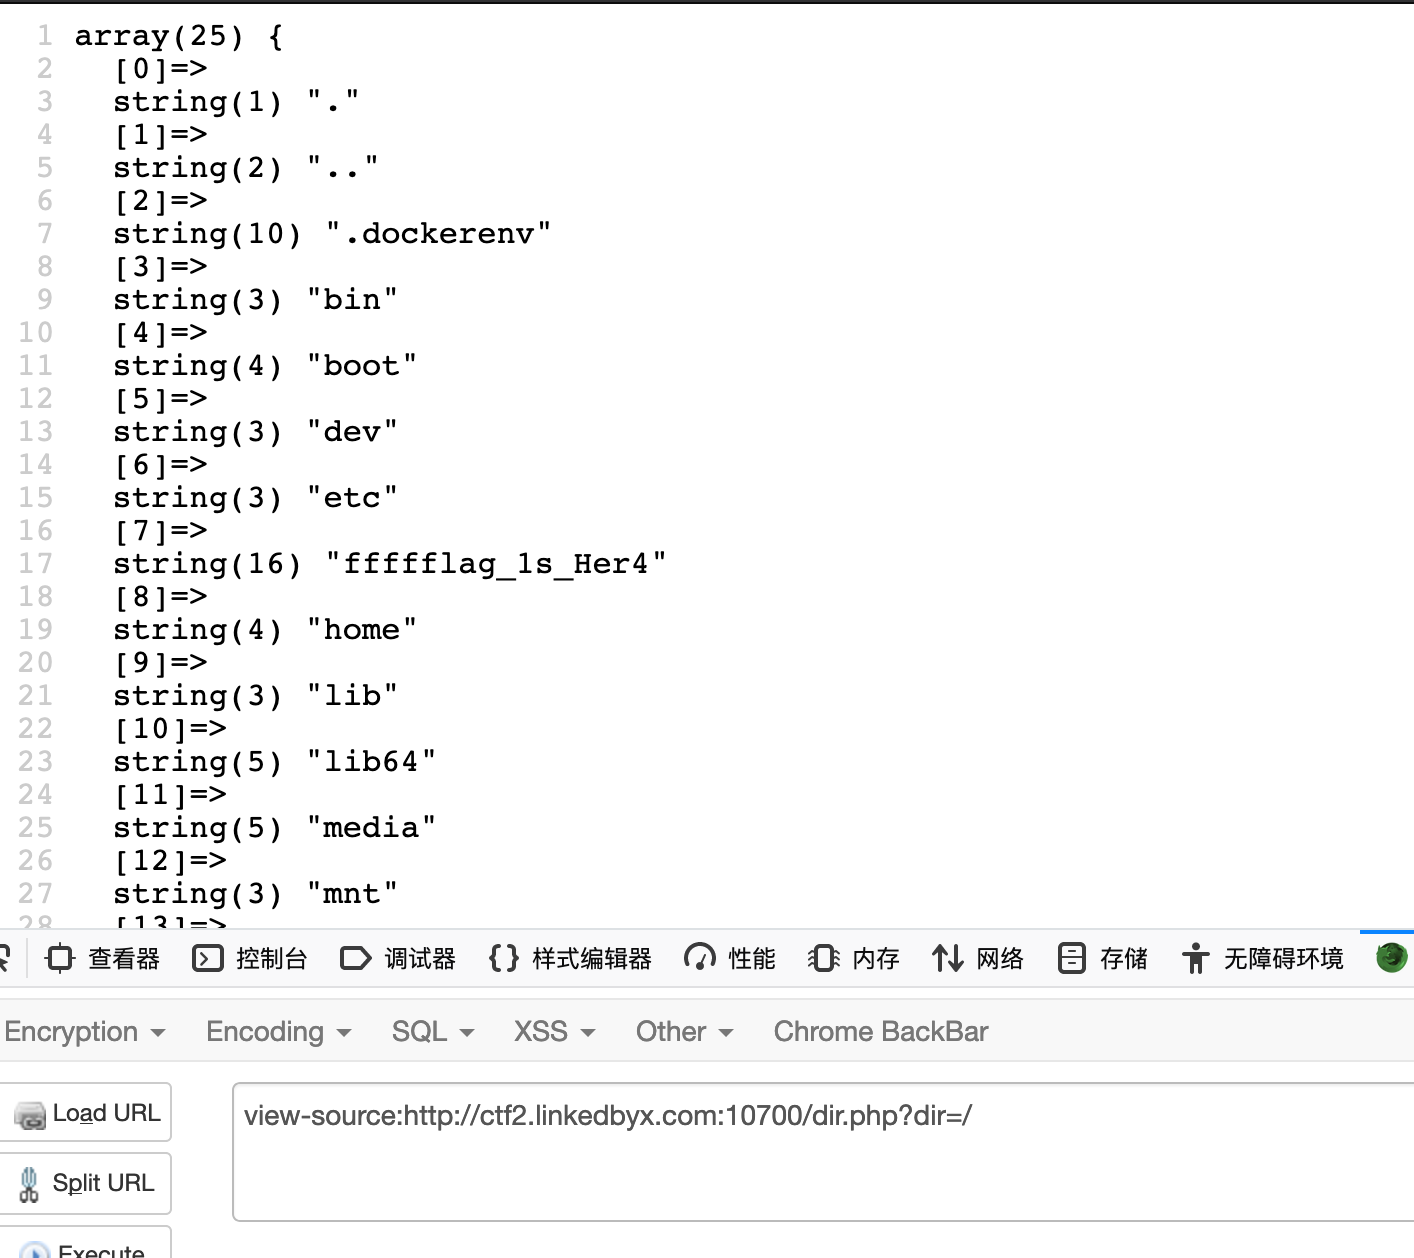 1 array(25) {
2 [0]=>
3 string(1) "."
4 [1]=>
5 string(2) ".."
6 [2]=>
7 string(10) ".dockerenv"
8 [3]=>
9 string(3) "bin"
10 [4]=>
11 string(4) "boot"
12 [5]=>
13 string(3) "dev"
14 [6]=>
15 string(3) "etc"
16 [7]=>
17 string(16) "ffffflag_1s_Her4"
18 [8]=>
19 string(4) "home"
20 [9]=>
21 string(3) "lib"
22 [10]=>
23 string(5) "lib64"
24 [11]=>
25 string(5) "media"
26 [12]=>
27 string(3) "mnt"
28 [13]=>
查看器 控制台 调试器 {} 样式编辑器 性能 内存 网络 存储 无障碍环境
Encryption Encoding SQL XSS Other Chrome BackBar
Load URL
view-source:http://ctf2.linkedbyx.com:10700/dir.php?dir=/
Split URL
Execute